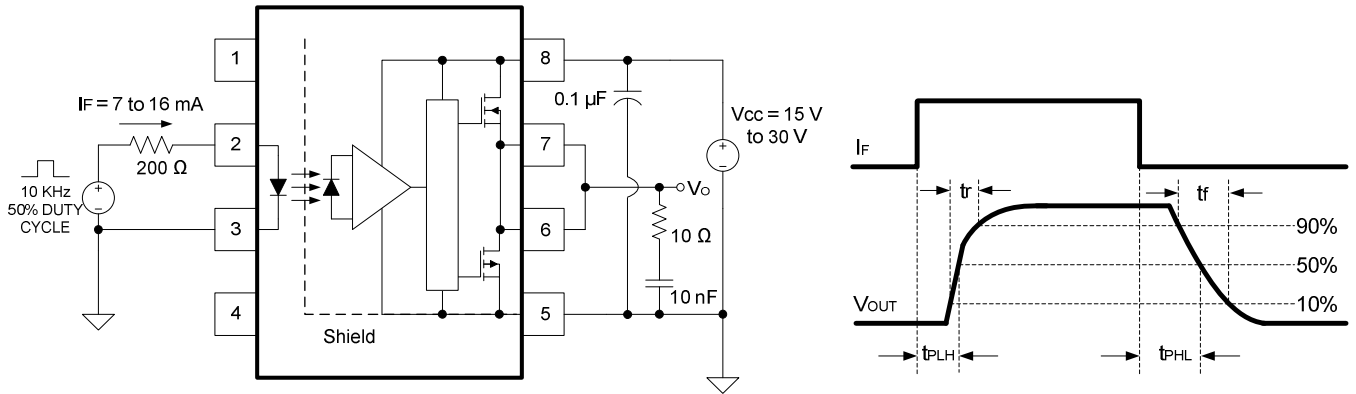 1
2
3
4
8
7
6
5
IF = 7 to 16 mA
200 Ω
10 KHz
50% DUTY
CYCLE
+
−
Shield
0.1 µF
Vcc = 15 V
to 30 V
+
−
VO
10 Ω
10 nF
IF
tr
tf
90%
50%
10%
VOUT
tPLH
tPHL